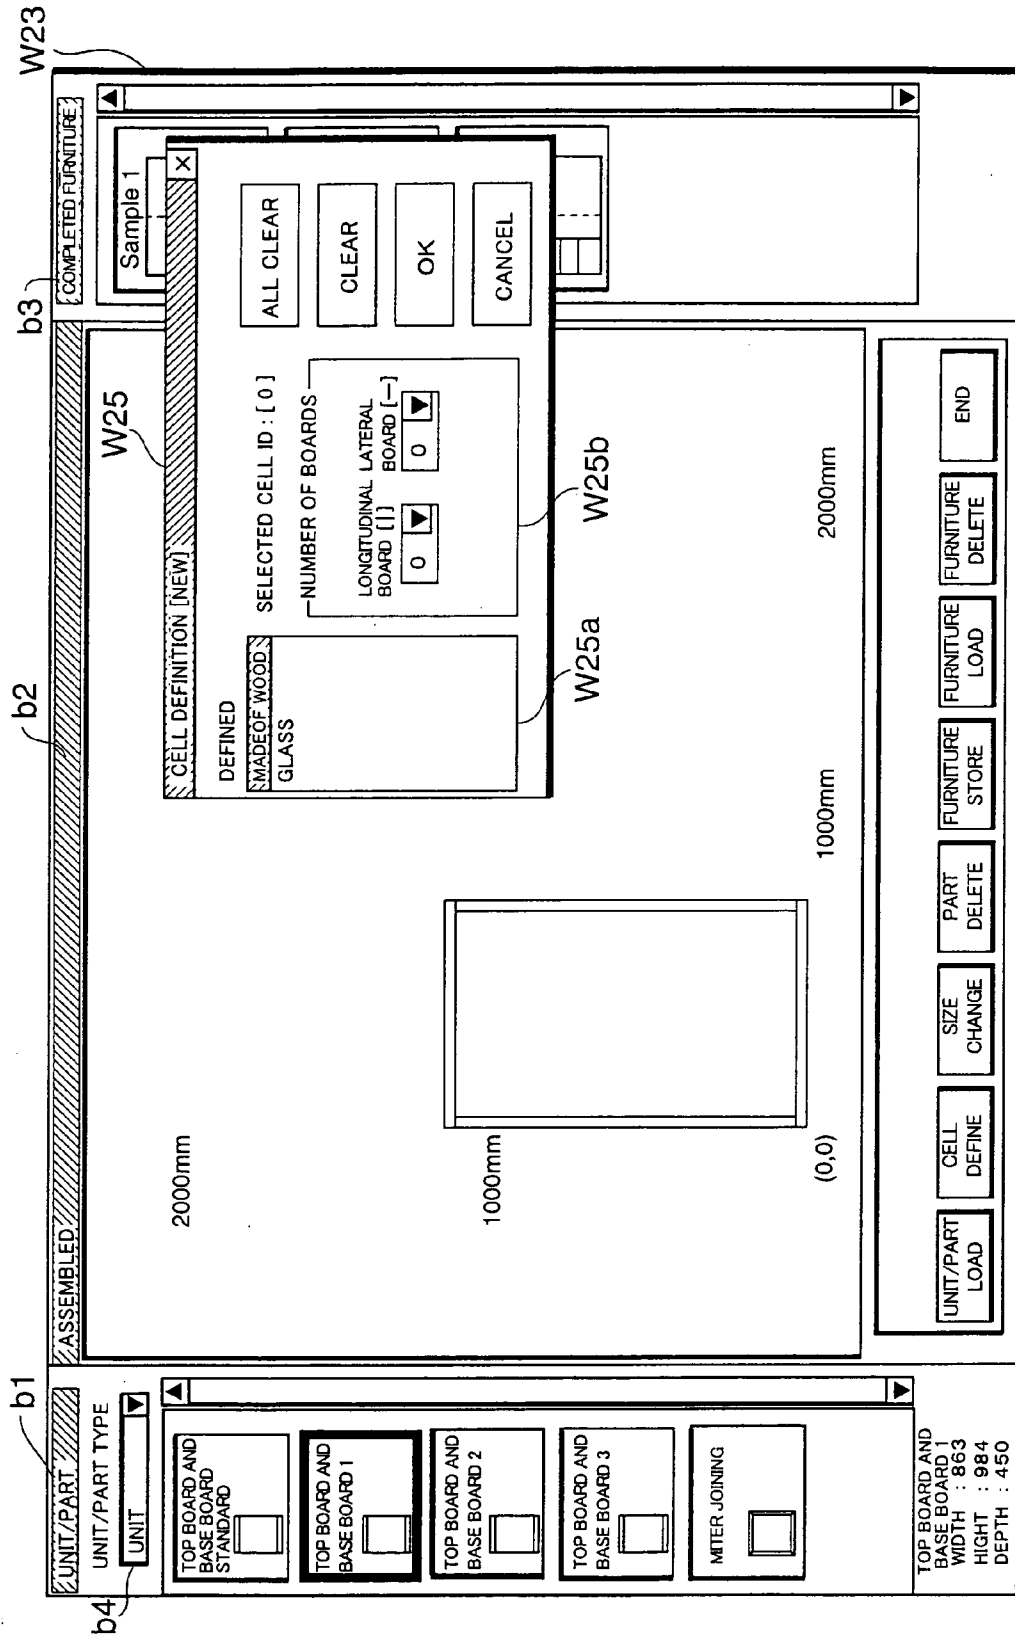 W23
b1
b2
b3
UNIT/PART
ASSEMBLED
COMPLETED FURNITURE
UNIT/PART TYPE
UNIT
b4
TOP BOARD AND
BASE BOARD
STANDARD
TOP BOARD AND
BASE BOARD 1
TOP BOARD AND
BASE BOARD 2
TOP BOARD AND
BASE BOARD 3
MITER JOINING
TOP BOARD AND
BASE BOARD 1
WIDTH : 863
HIGHT : 984
DEPTH : 450
2000mm
1000mm
(0,0)
1000mm
2000mm
W25
CELL DEFINITION [NEW]
X
DEFINED
MADEOF WOOD
GLASS
W25a
SELECTED CELL ID : [ 0 ]
NUMBER OF BOARDS
LONGITUDINAL
BOARD [|]
LATERAL
BOARD [—]
0
0
W25b
ALL CLEAR
CLEAR
OK
CANCEL
Sample 1
UNIT/PART
LOAD
CELL
DEFINE
SIZE
CHANGE
PART
DELETE
FURNITURE
STORE
FURNITURE
LOAD
FURNITURE
DELETE
END